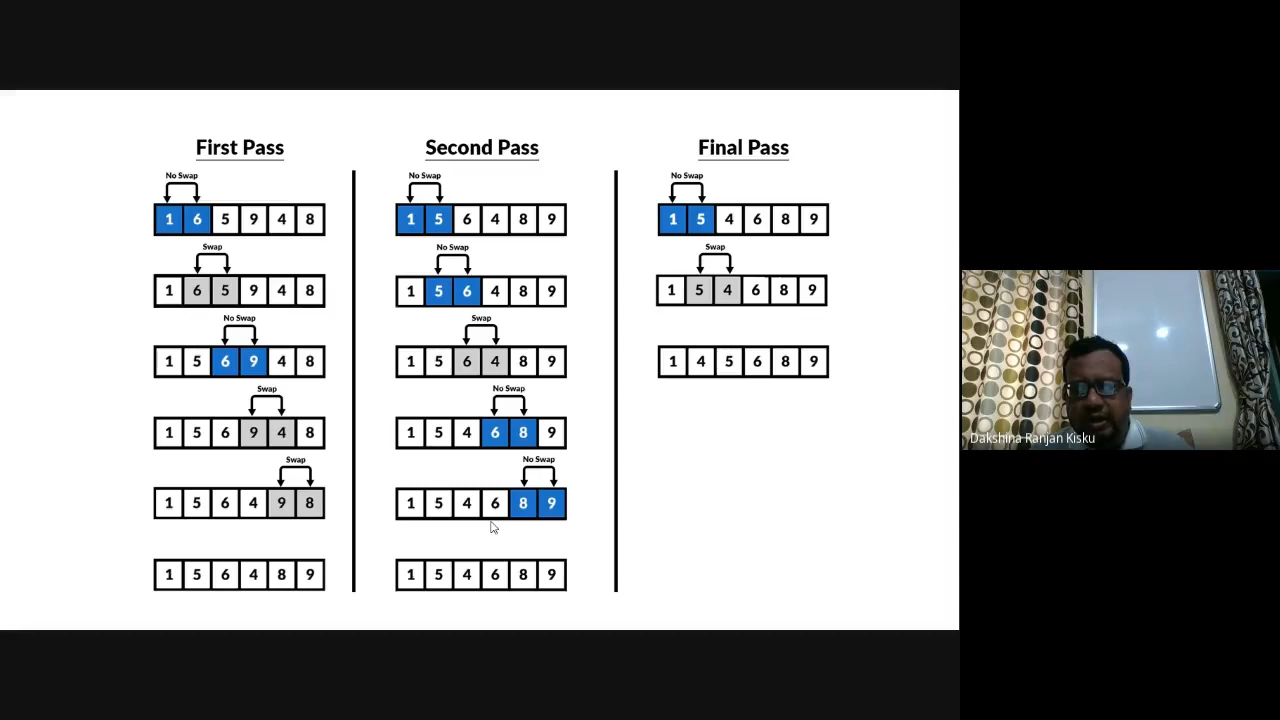 First Pass
No Swap
1 6 5 9 4 8
Swap
1 6 5 9 4 8
No Swap
1 5 6 9 4 8
Swap
1 5 6 9 4 8
Swap
1 5 6 4 9 8
1 5 6 4 8 9
Second Pass
No Swap
1 5 6 4 8 9
No Swap
1 5 6 4 8 9
Swap
1 5 6 4 8 9
No Swap
1 5 4 6 8 9
No Swap
1 5 4 6 8 9
1 5 4 6 8 9
Final Pass
No Swap
1 5 4 6 8 9
Swap
1 5 4 6 8 9
1 4 5 6 8 9
Dakshina Ranjan Kisku